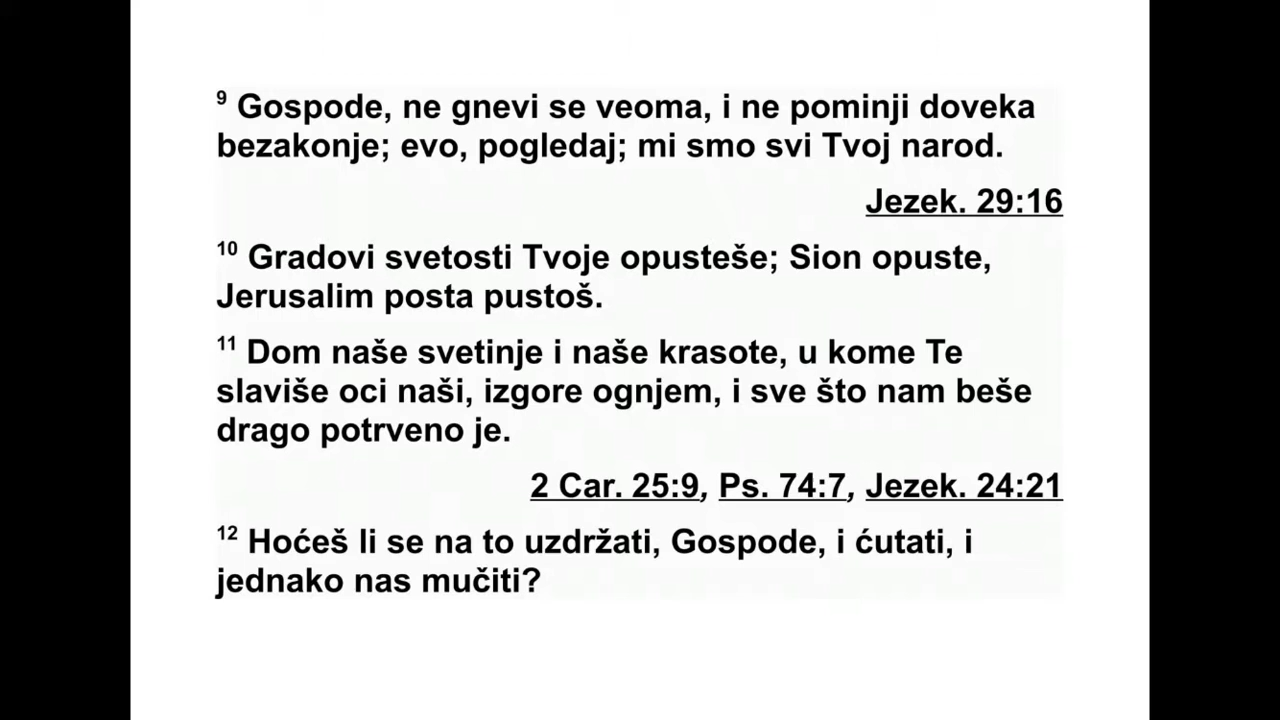 9 Gospode, ne gnevi se veoma, i ne pominji doveka
bezakonje; evo, pogledaj; mi smo svi Tvoj narod.
Jezek. 29:16
10 Gradovi svetosti Tvoje opusteše; Sion opuste,
Jerusalim posta pustoš.
11 Dom naše svetinje i naše krasote, u kome Te
slaviše oci naši, izgore ognjem, i sve što nam beše
drago potrveno je.
2 Car. 25:9, Ps. 74:7, Jezek. 24:21
12 Hoćeš li se na to uzdržati, Gospode, i ćutati, i
jednako nas mučiti?